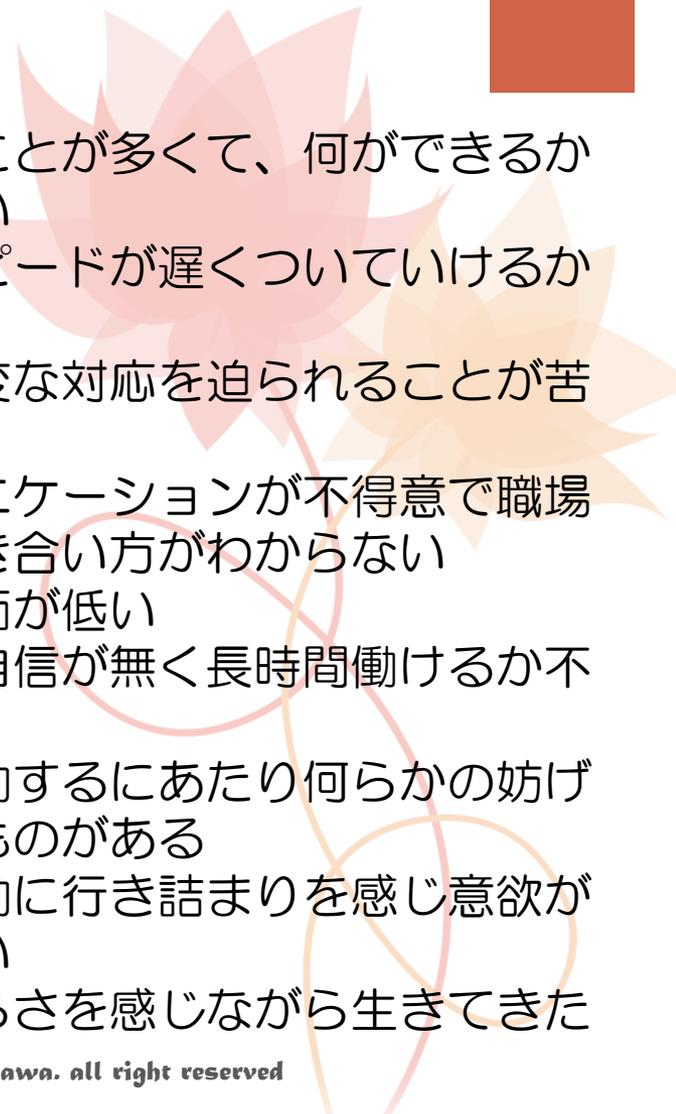 ことが多くて、何ができるか
い
ピードが遅くついていけるか
変な対応を迫られることが苦
ニケーションが不得意で職場
き合い方がわからない
面が低い
自信が無く長時間働けるか不
動するにあたり何らかの妨げ
ものがある
動に行き詰まりを感じ意欲が
い
らさを感じながら生きてきた
awa. all right reserved